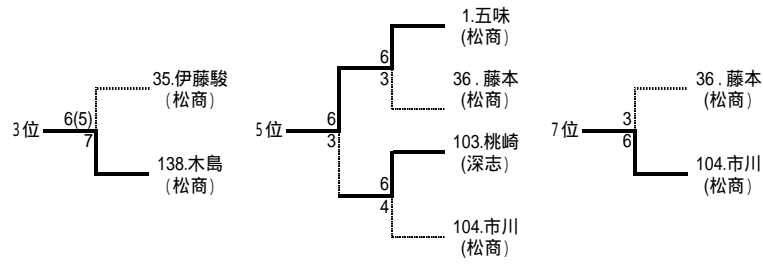 3位
6(5)
7
35.伊藤駿
(松商)
138.木島
(松商)
5位
6
3
6
3
1.五味
(松商)
36．藤本
(松商)
6
4
103.桃崎
(深志)
104.市川
(松商)
7位
3
6
36．藤本
(松商)
104.市川
(松商)